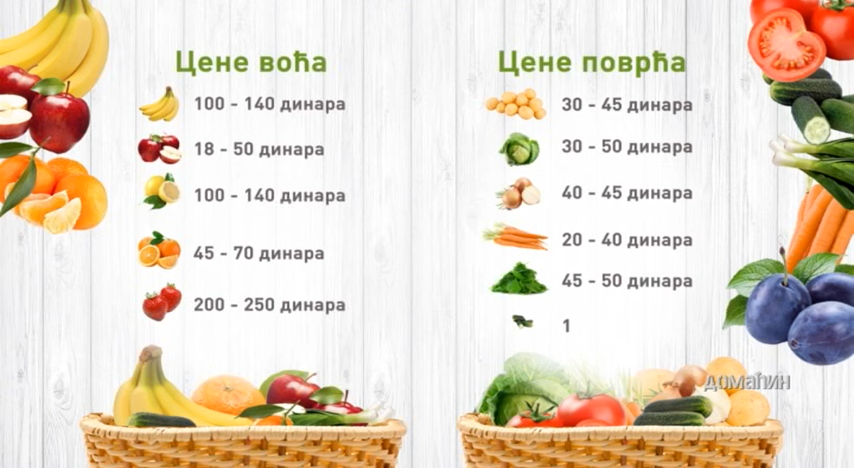 Цене воћа
100 - 140 динара
18 - 50 динара
100 - 140 динара
45 - 70 динара
200 - 250 динара
Цене поврћа
30 - 45 динара
30 - 50 динара
40 - 45 динара
20 - 40 динара
45 - 50 динара
1
домаћин